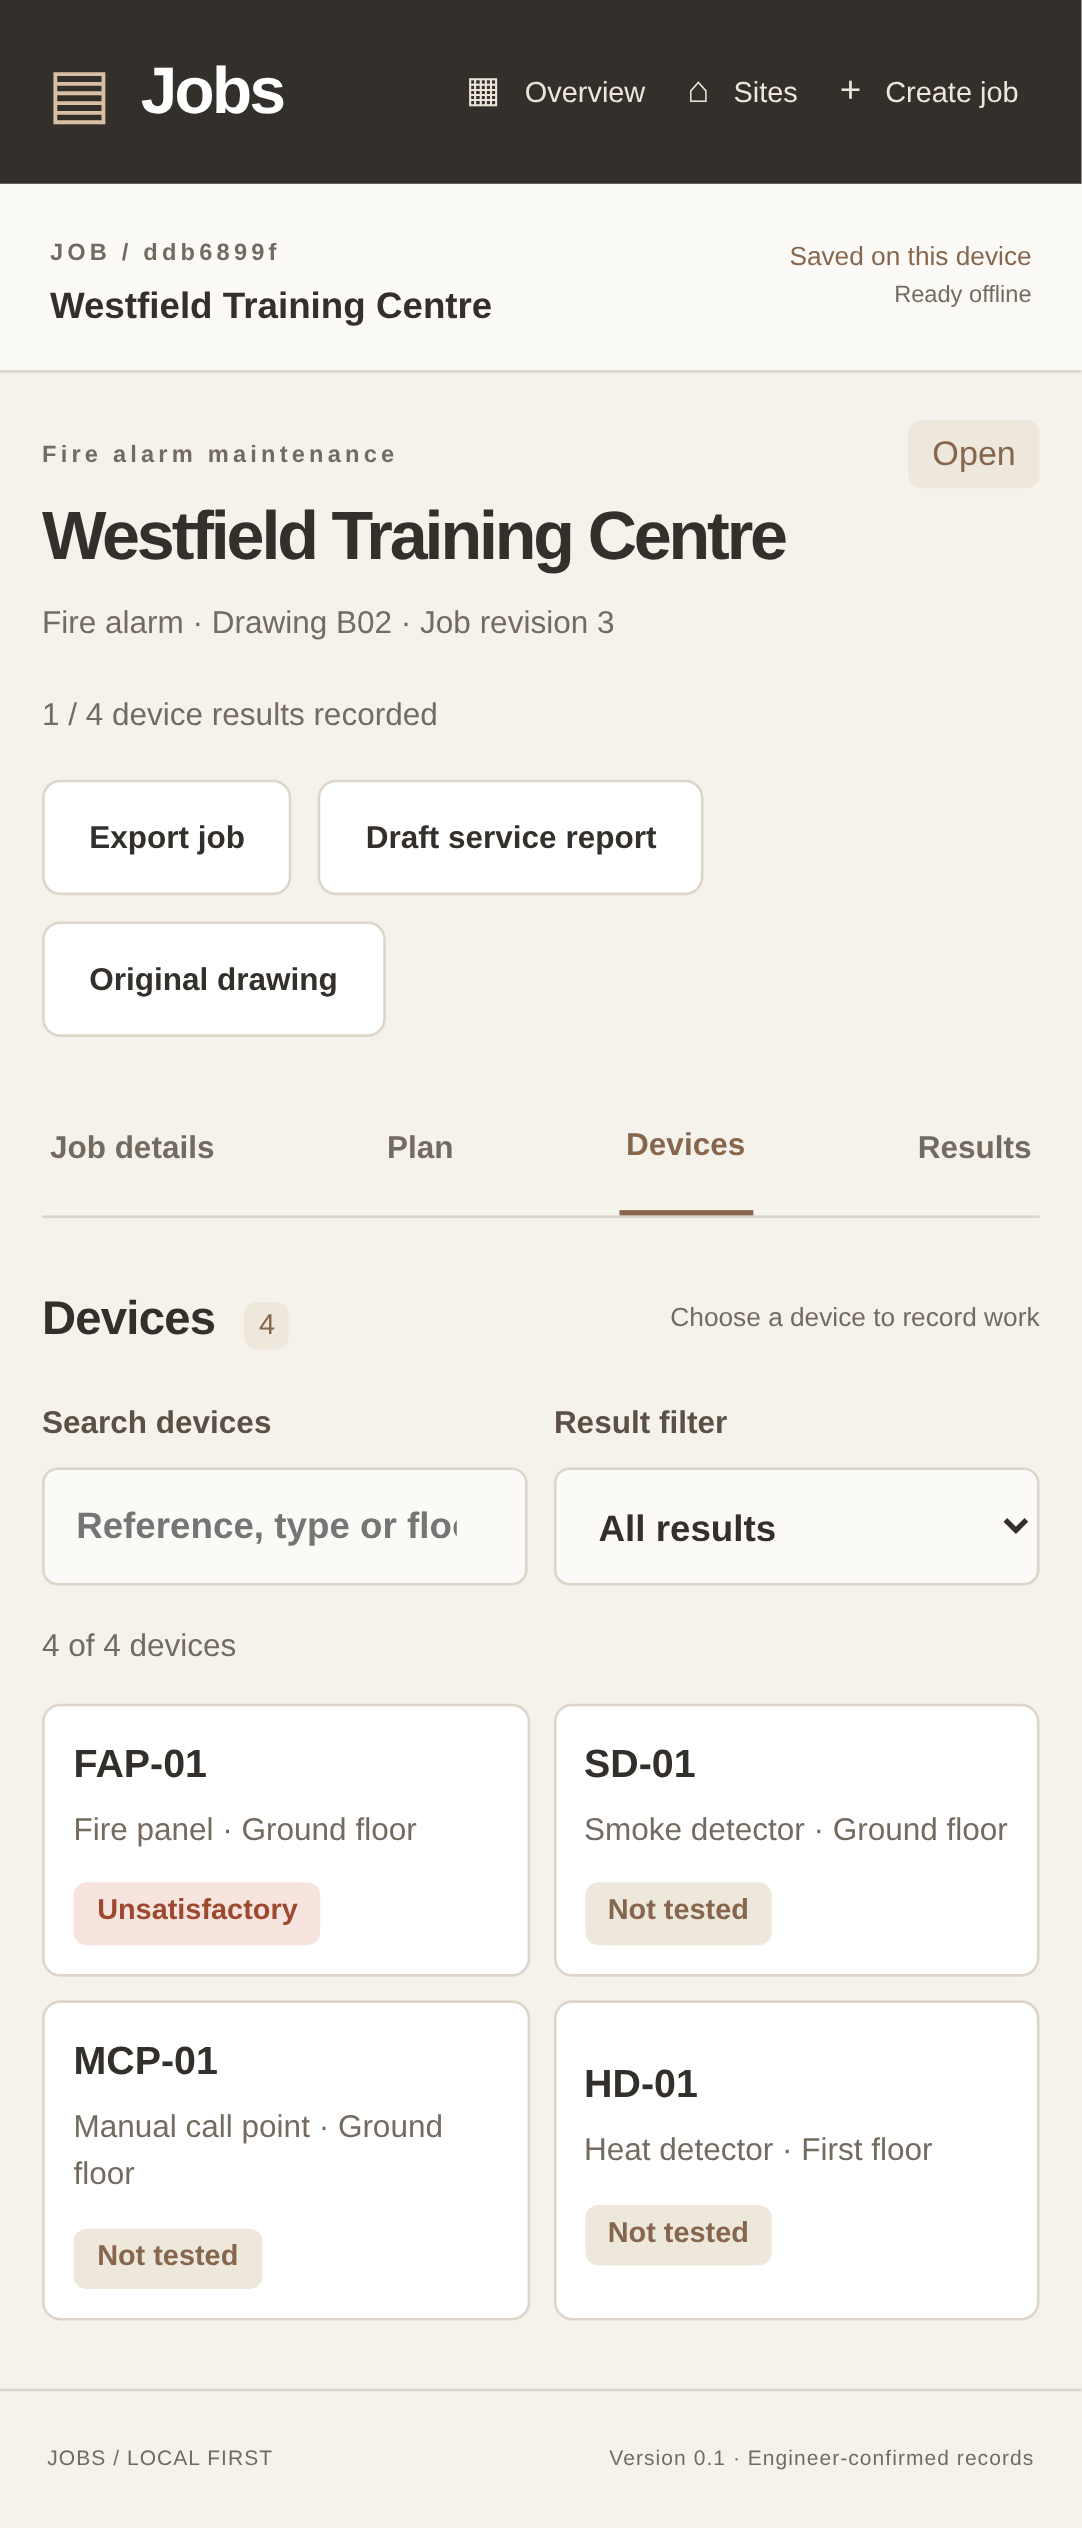 Jobs
Overview
Sites
+ Create job
JOB / ddb6899f
Westfield Training Centre
Saved on this device
Ready offline
Fire alarm maintenance
Open
Westfield Training Centre
Fire alarm · Drawing B02 · Job revision 3
1 / 4 device results recorded
Export job
Draft service report
Original drawing
Job details
Plan
Devices
Results
Devices 4
Choose a device to record work
Search devices
Result filter
Reference, type or flo
All results
4 of 4 devices
FAP-01
Fire panel · Ground floor
Unsatisfactory
SD-01
Smoke detector · Ground floor
Not tested
MCP-01
Manual call point · Ground
floor
Not tested
HD-01
Heat detector · First floor
Not tested
JOBS / LOCAL FIRST
Version 0.1 · Engineer-confirmed records